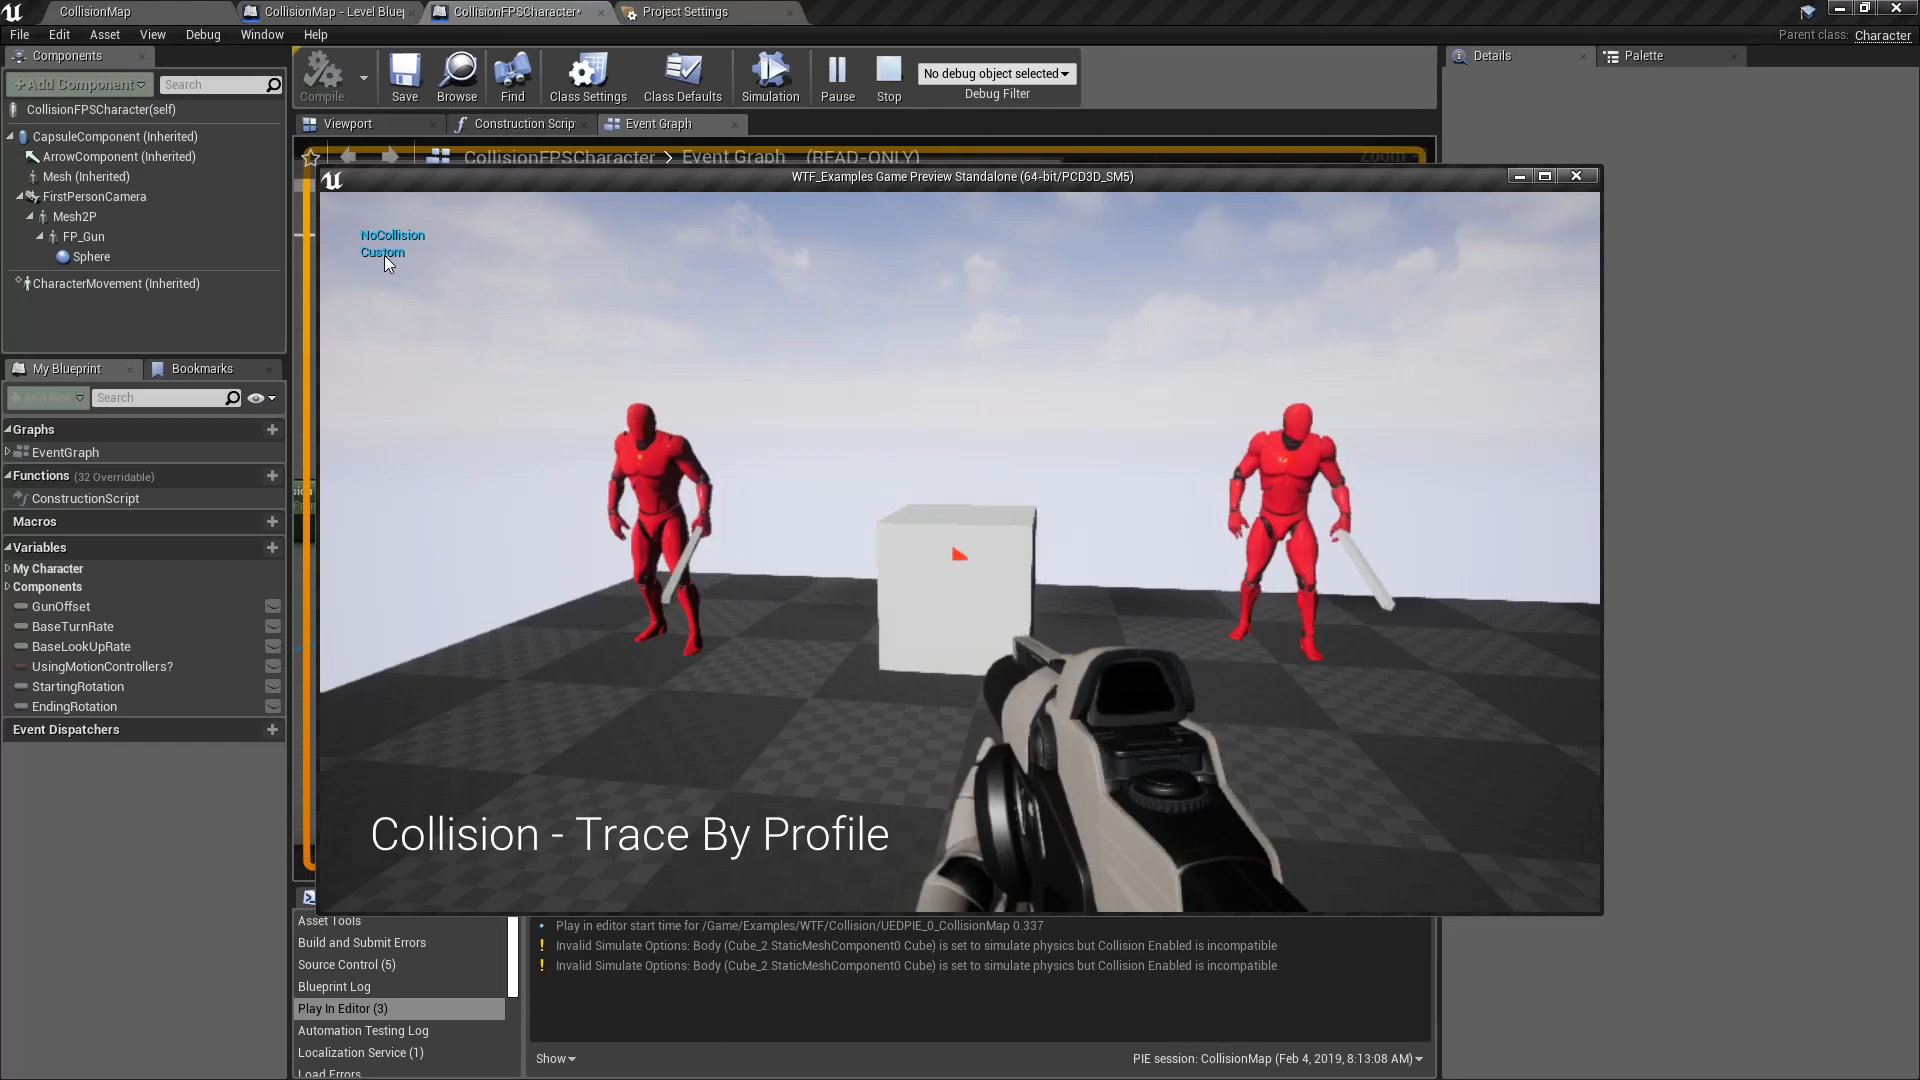 CollisionMap
CollisionMap - Level Bluep
CollisionFPSCharacter*
Project Settings
File Edit Asset View Debug Window Help
Parent class: Character
Components
+Add Component
Search
CollisionFPSCharacter(self)
CapsuleComponent (Inherited)
ArrowComponent (Inherited)
Mesh (Inherited)
FirstPersonCamera
Mesh2P
FP_Gun
Sphere
CharacterMovement (Inherited)
My Blueprint
Bookmarks
Search
Graphs
EventGraph
Functions (32 Overridable)
ConstructionScript
Macros
Variables
My Character
Components
GunOffset
BaseTurnRate
BaseLookUpRate
UsingMotionControllers?
StartingRotation
EndingRotation
Event Dispatchers
Compile
Save
Browse
Find
Class Settings
Class Defaults
Simulation
Pause
Stop
No debug object selected
Debug Filter
Details
Palette
Viewport
Construction Scrip
Event Graph
CollisionFPSCharacter > Event Graph (READ-ONLY)
Zoom
WTF_Examples Game Preview Standalone (64-bit/PCD3D_SM5)
NoCollision
Custom
Collision - Trace By Profile
Asset Tools
Build and Submit Errors
Source Control (5)
Blueprint Log
Play In Editor (3)
Automation Testing Log
Localization Service (1)
Load Errors
Play in editor start time for /Game/Examples/WTF/Collision/UEDPIE_0_CollisionMap 0.337
Invalid Simulate Options: Body (Cube_2.StaticMeshComponent0 Cube) is set to simulate physics but Collision Enabled is incompatible
Invalid Simulate Options: Body (Cube_2.StaticMeshComponent0 Cube) is set to simulate physics but Collision Enabled is incompatible
Show
PIE session: CollisionMap (Feb 4, 2019, 8:13:08 AM)